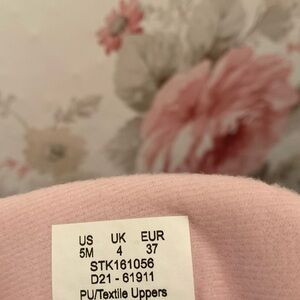 US UK EUR
5M 4 37
STK161056
D21 - 61911
PU/Textile Uppers